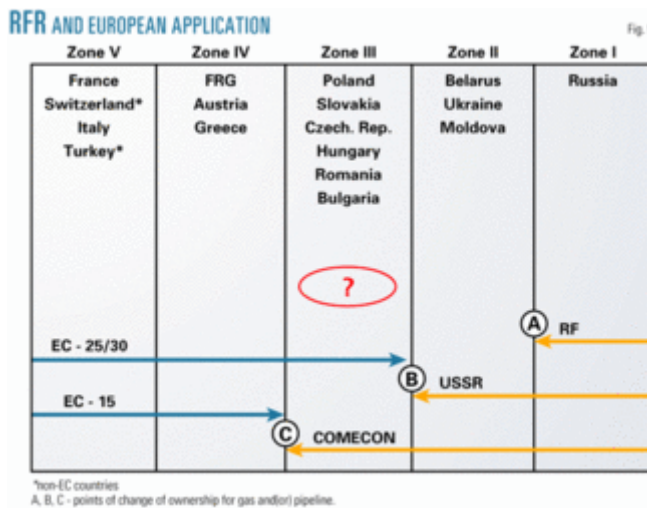 RFR AND EUROPEAN APPLICATION
Fig.
Zone V Zone IV Zone III Zone II Zone I
France FRG Poland Belarus Russia
Switzerland* Austria Slovakia Ukraine
Italy Greece Czech. Rep. Moldova
Turkey* Hungary
Romania
Bulgaria
?
A RF
EC - 25/30
B USSR
EC - 15
C COMECON
*non-EC countries
A, B, C - points of change of ownership for gas and(or) pipeline.